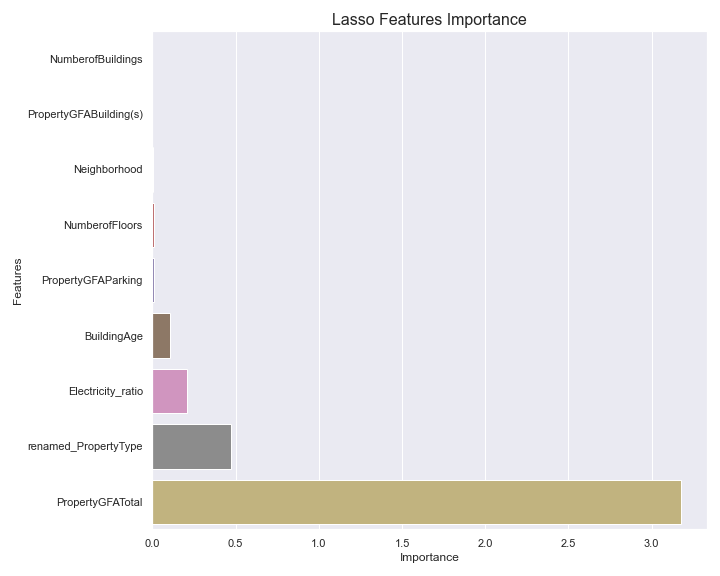 Lasso Features Importance
NumberofBuildings
PropertyGFABuilding(s)
Neighborhood
NumberofFloors
PropertyGFAParking
BuildingAge
Electricity_ratio
renamed_PropertyType
PropertyGFATotal
Features
0.0 0.5 1.0 1.5 2.0 2.5 3.0
Importance